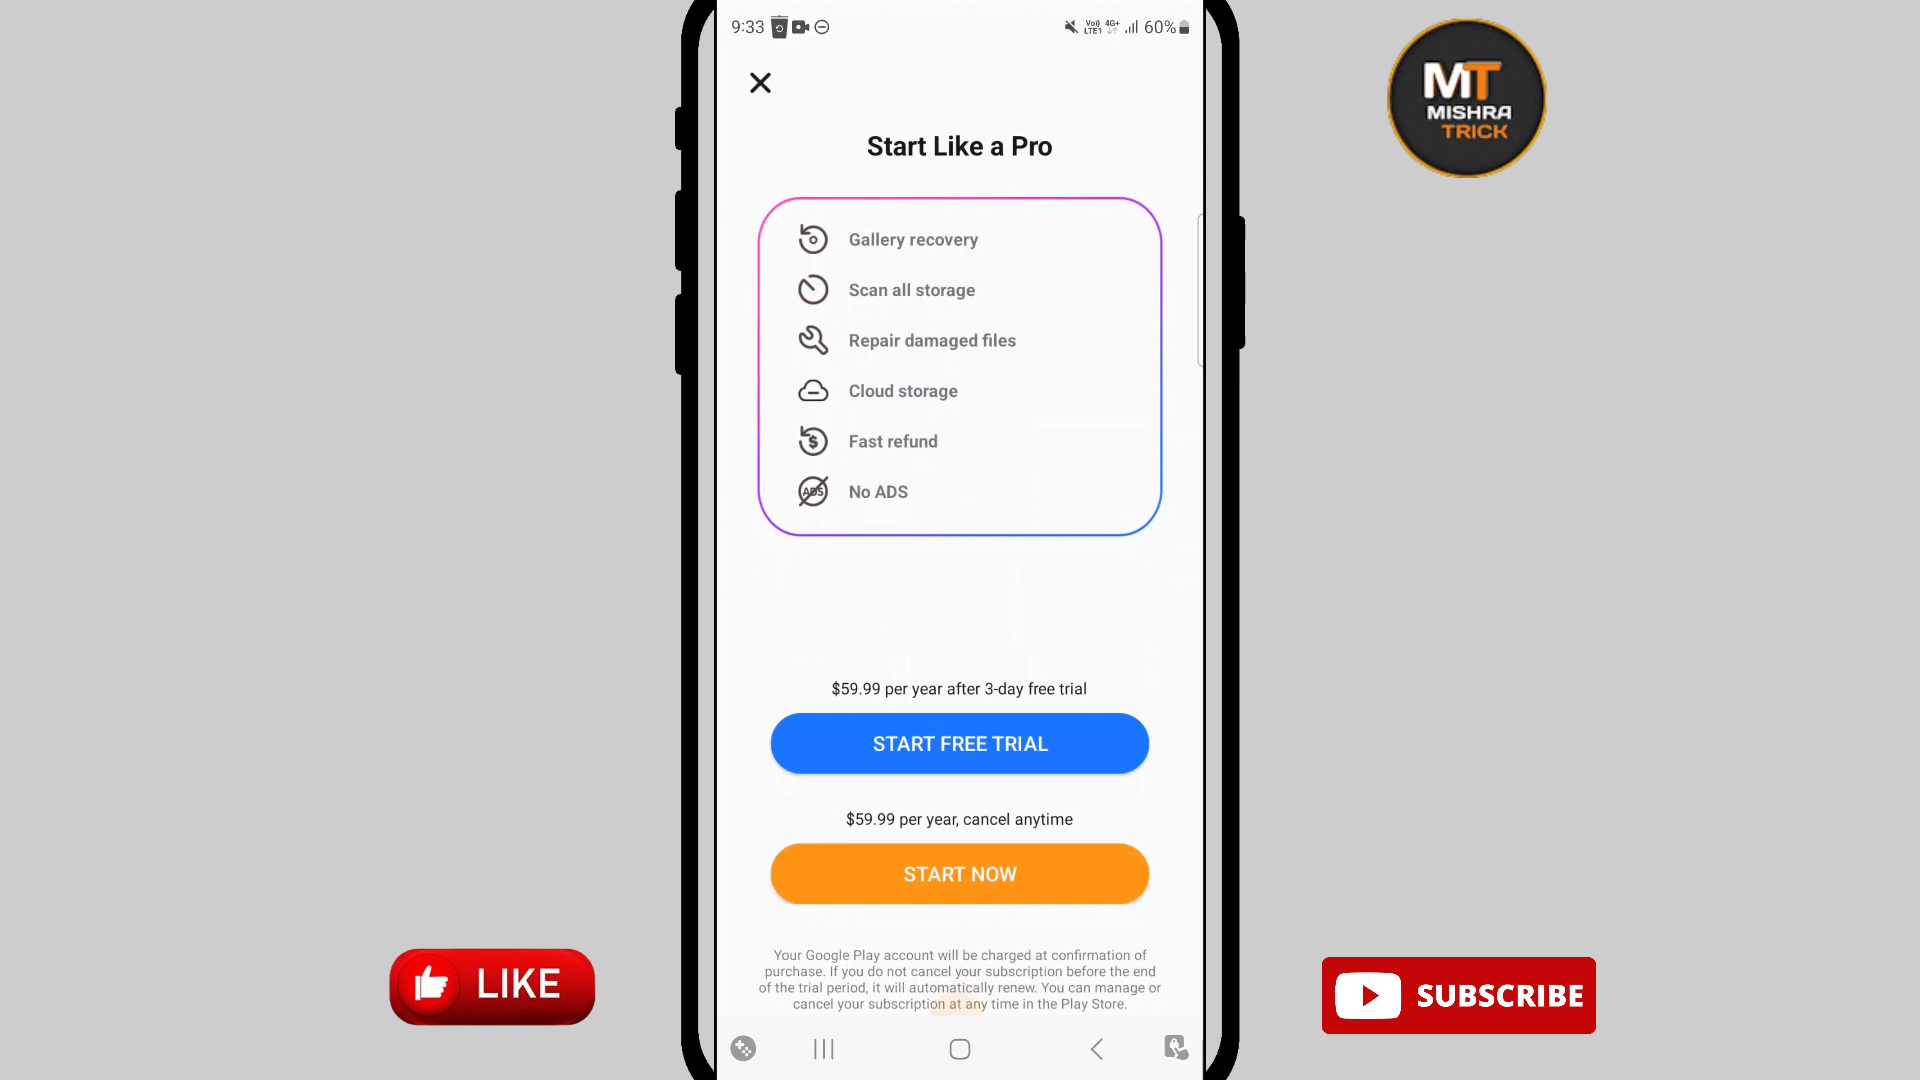 9:33
Vo)) 4G+ 60%
LTE1
MT
MISHRA
TRICK
Start Like a Pro
Gallery recovery
Scan all storage
Repair damaged files
Cloud storage
Fast refund
ADS No ADS
$59.99 per year after 3-day free trial
START FREE TRIAL
$59.99 per year, cancel anytime
START NOW
Your Google Play account will be charged at confirmation of
purchase. If you do not cancel your subscription before the end
of the trial period, it will automatically renew. You can manage or
cancel your subscription at any time in the Play Store.
LIKE
SUBSCRIBE